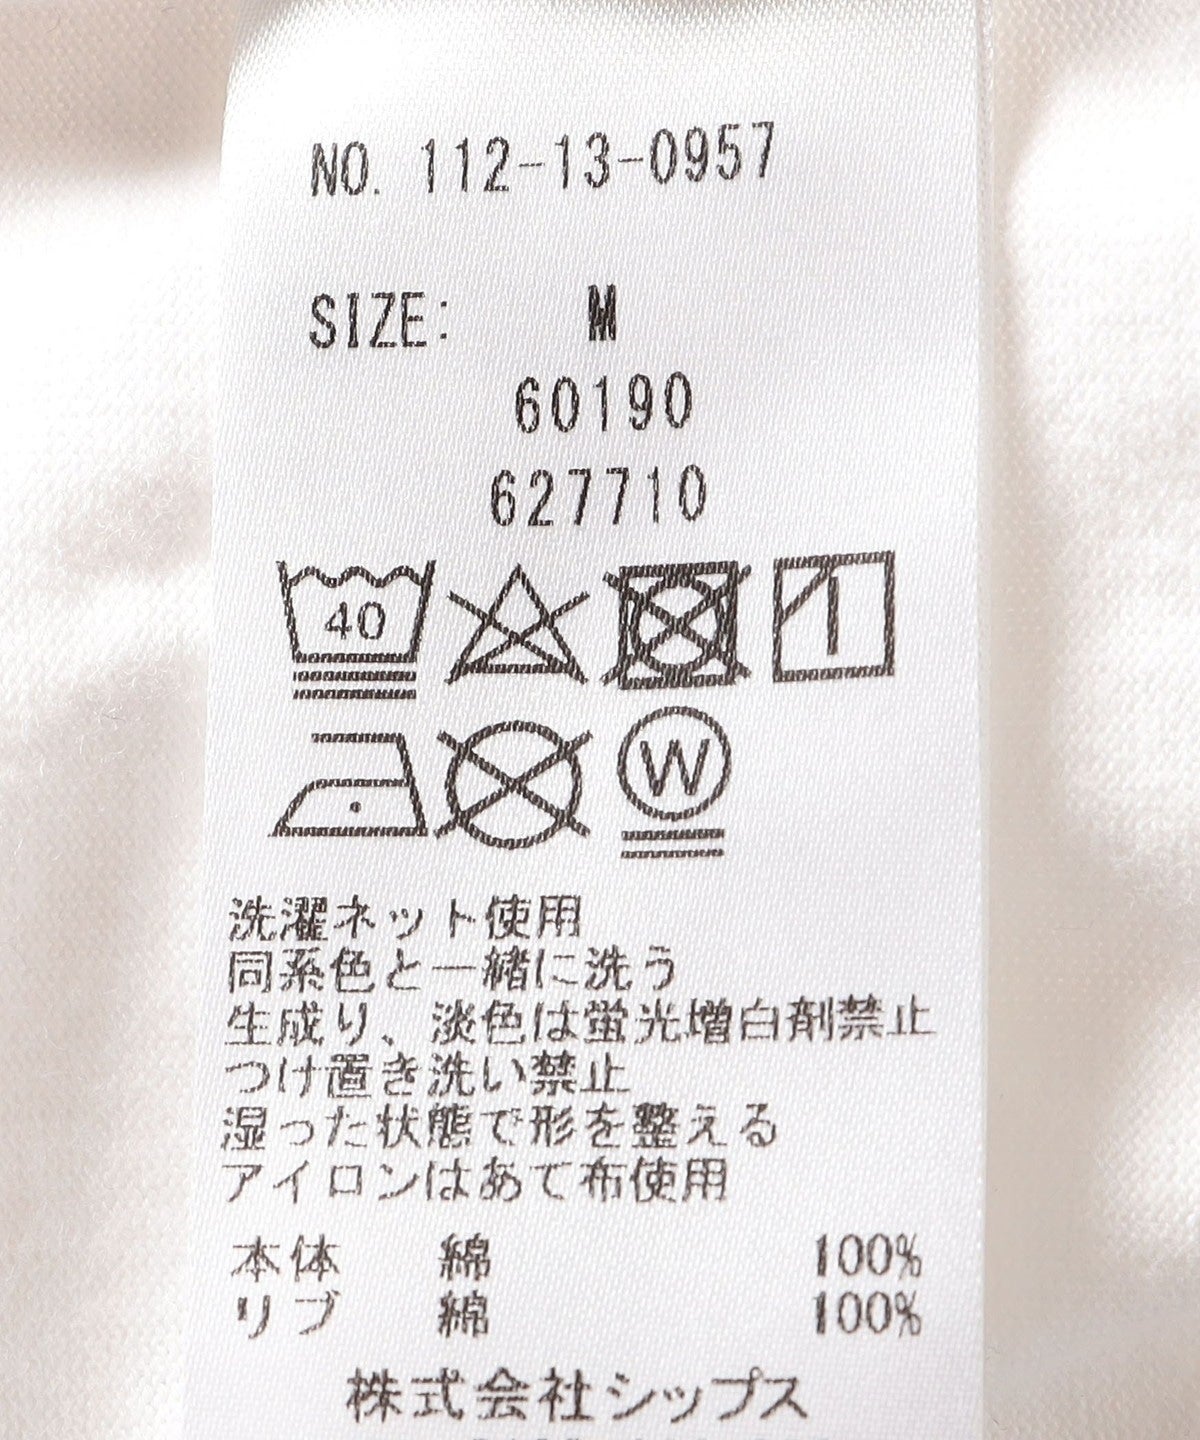 NO. 112-13-0957
SIZE: M
60190
627710
40
W
洗濯ネット使用
同系色と一緒に洗う
生成り、淡色は蛍光増白剤禁止
つけ置き洗い禁止
湿った状態で形を整える
アイロンはあて布使用
本体 綿 100%
リブ 綿 100%
株式会社シップス